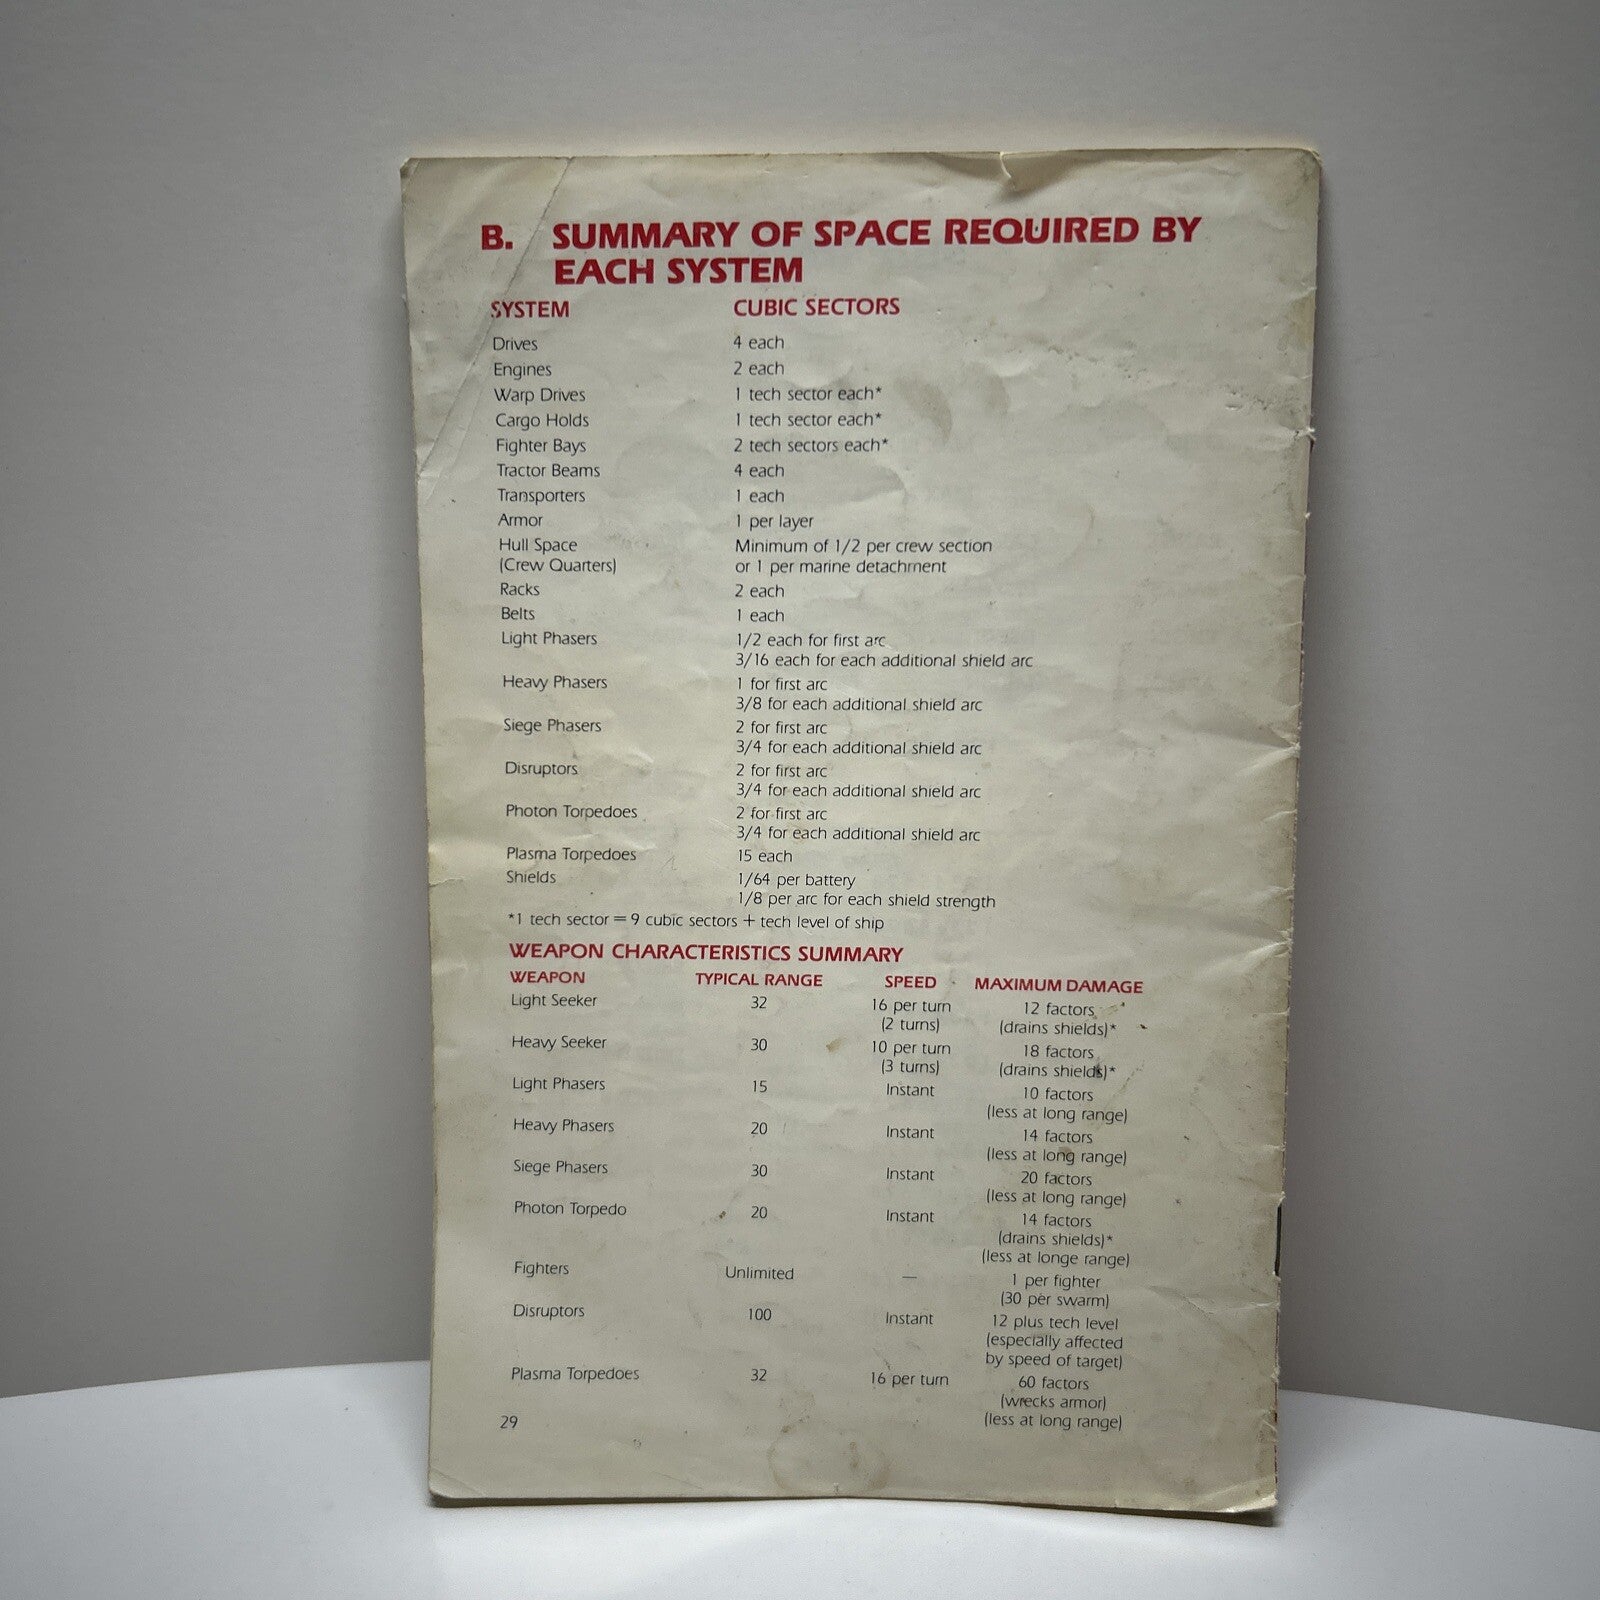 B. SUMMARY OF SPACE REQUIRED BY
EACH SYSTEM
SYSTEM CUBIC SECTORS
Drives 4 each
Engines 2 each
Warp Drives 1 tech sector each*
Cargo Holds 1 tech sector each*
Fighter Bays 2 tech sectors each*
Tractor Beams 4 each
Transporters 1 each
Armor 1 per layer
Hull Space Minimum of 1/2 per crew section
(Crew Quarters) or 1 per marine detachment
Racks 2 each
Belts 1 each
Light Phasers 1/2 each for first arc
3/16 each for each additional shield arc
Heavy Phasers 1 for first arc
3/8 for each additional shield arc
Siege Phasers 2 for first arc
3/4 for each additional shield arc
Disruptors 2 for first arc
3/4 for each additional shield arc
Photon Torpedoes 2 for first arc
3/4 for each additional shield arc
Plasma Torpedoes 15 each
Shields 1/64 per battery
1/8 per arc for each shield strength
*1 tech sector = 9 cubic sectors + tech level of ship
WEAPON CHARACTERISTICS SUMMARY
WEAPON TYPICAL RANGE SPEED MAXIMUM DAMAGE
Light Seeker 32 16 per turn 12 factors
(2 turns) (drains shields)*
Heavy Seeker 30 10 per turn 18 factors
(3 turns) (drains shields)*
Light Phasers 15 Instant 10 factors
(less at long range)
Heavy Phasers 20 Instant 14 factors
(less at long range)
Siege Phasers 30 Instant 20 factors
(less at long range)
Photon Torpedo 20 Instant 14 factors
(drains shields)*
(less at longe range)
Fighters Unlimited — 1 per fighter
(30 per swarm)
Disruptors 100 Instant 12 plus tech level
(especially affected
by speed of target)
Plasma Torpedoes 32 16 per turn 60 factors
(wrecks armor)
(less at long range)
29